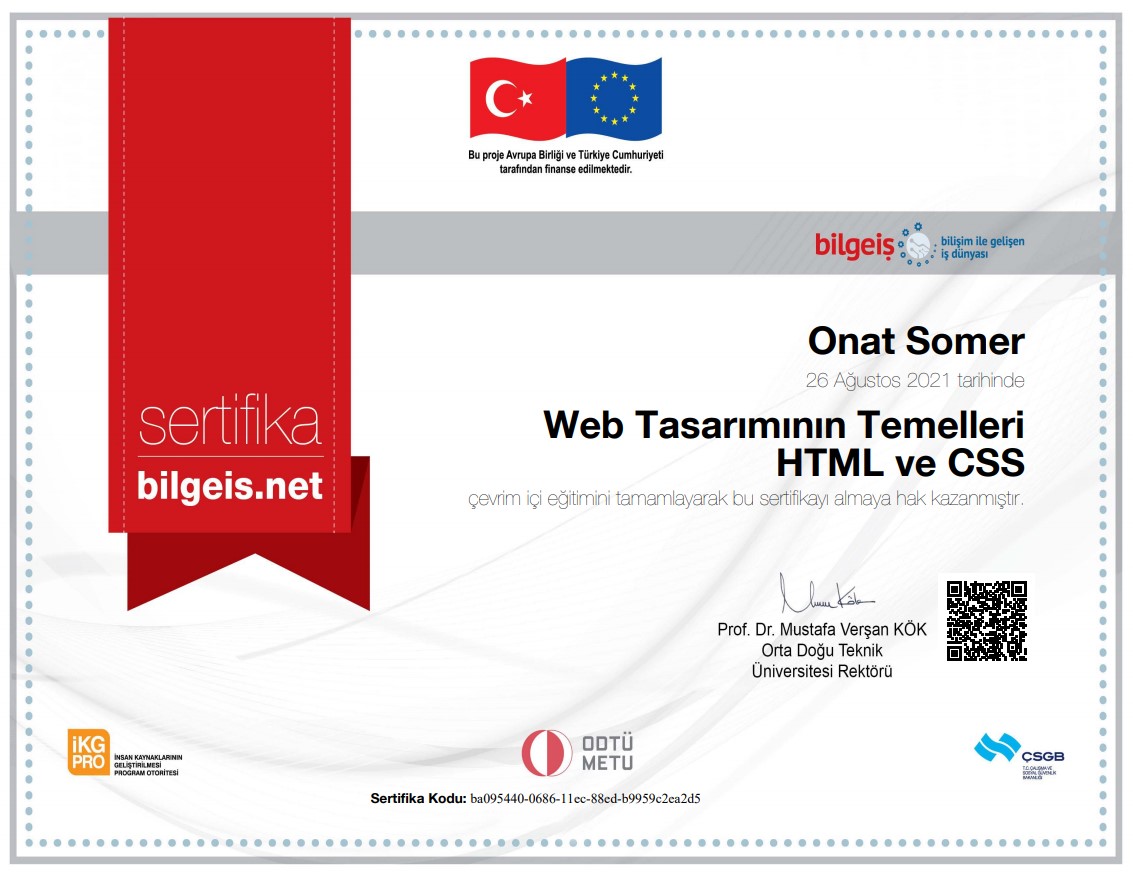 Bu proje Avrupa Birliği ve Türkiye Cumhuriyeti
tarafından finanse edilmektedir.
bilgeiş
bilişim ile gelişen
iş dünyası
Onat Somer
26 Ağustos 2021 tarihinde
Web Tasarımının Temelleri
HTML ve CSS
çevrim içi eğitimini tamamlayarak bu sertifikayı almaya hak kazanmıştır.
sertifika
bilgeis.net
Prof. Dr. Mustafa Verşan KÖK
Orta Doğu Teknik
Üniversitesi Rektörü
iKG
PRO
İNSAN KAYNAKLARININ
GELİŞTİRİLMESİ
PROGRAM OTORİTESİ
ODTÜ
METU
ÇSGB
T.C. ÇALIŞMA VE
SOSYAL GÜVENLİK
BAKANLIĞI
Sertifika Kodu: ba095440-0686-11ec-88ed-b9959c2ea2d5